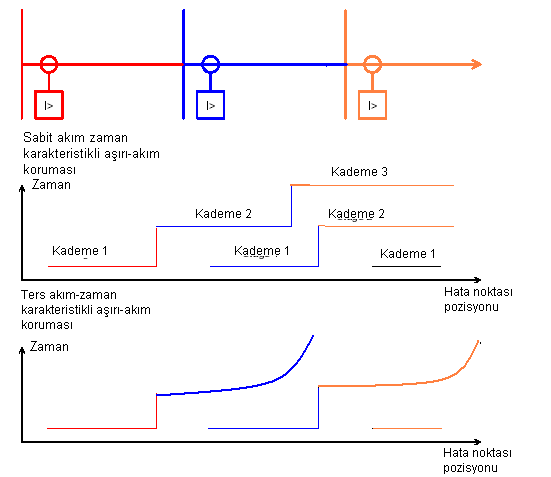 I>
I>
I>
Sabit akım zaman
karakteristikli aşırı-akım
koruması
Zaman
Kademe 3
Kademe 2
Kademe 2
Kademe 1
Kademe 1
Kademe 1
Hata noktası
pozisyonu
Ters akım-zaman
karakteristikli aşırı-akım
koruması
Zaman
Hata noktası
pozisyonu